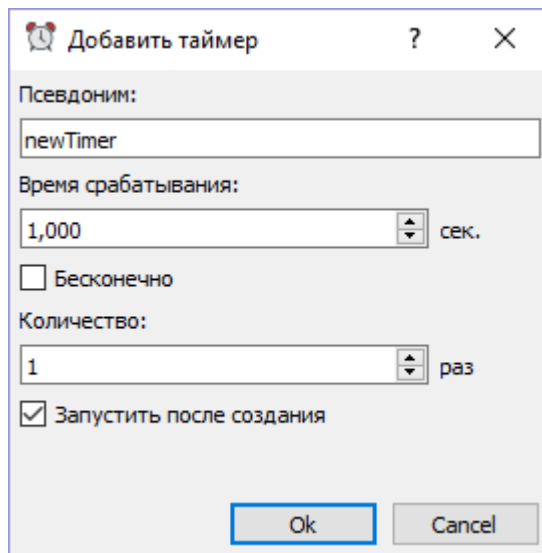 Добавить таймер ?
Псевдоним:
newTimer
Время срабатывания:
1,000 сек.
Бесконечно
Количество:
1 раз
Запустить после создания
Ok Cancel